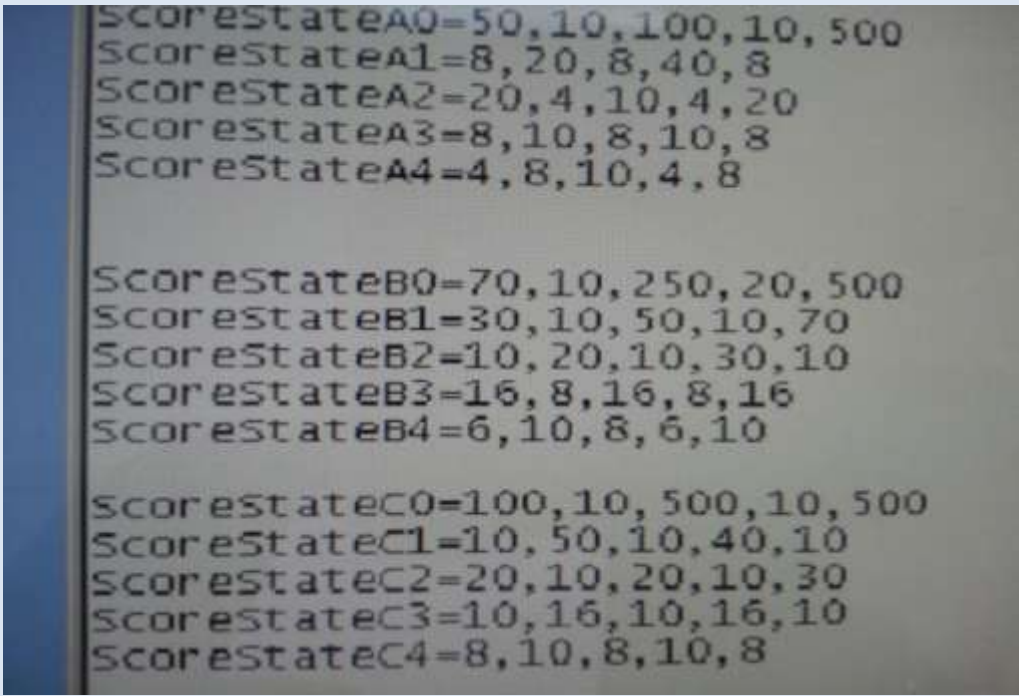 ScoreStateA0=50,10,100,10,500
ScoreStateA1=8,20,8,40,8
ScoreStateA2=20,4,10,4,20
ScoreStateA3=8,10,8,10,8
ScoreStateA4=4,8,10,4,8
ScoreStateB0=70,10,250,20,500
ScoreStateB1=30,10,50,10,70
ScoreStateB2=10,20,10,30,10
ScoreStateB3=16,8,16,8,16
ScoreStateB4=6,10,8,6,10
ScoreStateC0=100,10,500,10,500
ScoreStateC1=10,50,10,40,10
ScoreStateC2=20,10,20,10,30
ScoreStateC3=10,16,10,16,10
ScoreStateC4=8,10,8,10,8